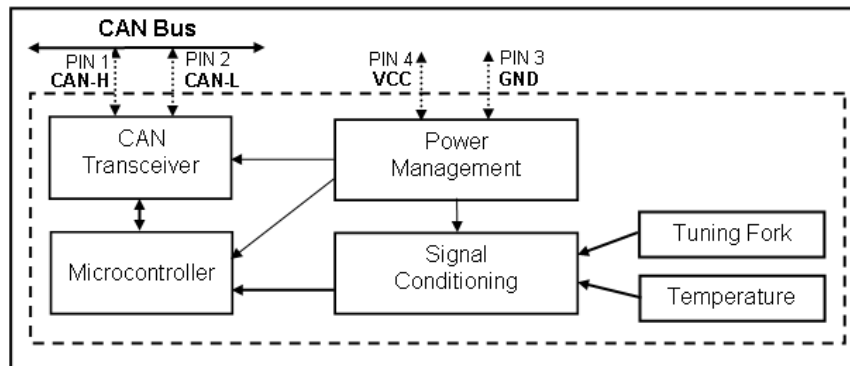 CAN Bus
PIN 1
CAN-H
PIN 2
CAN-L
PIN 4
VCC
PIN 3
GND
CAN
Transceiver
Power
Management
Microcontroller
Signal
Conditioning
Tuning Fork
Temperature